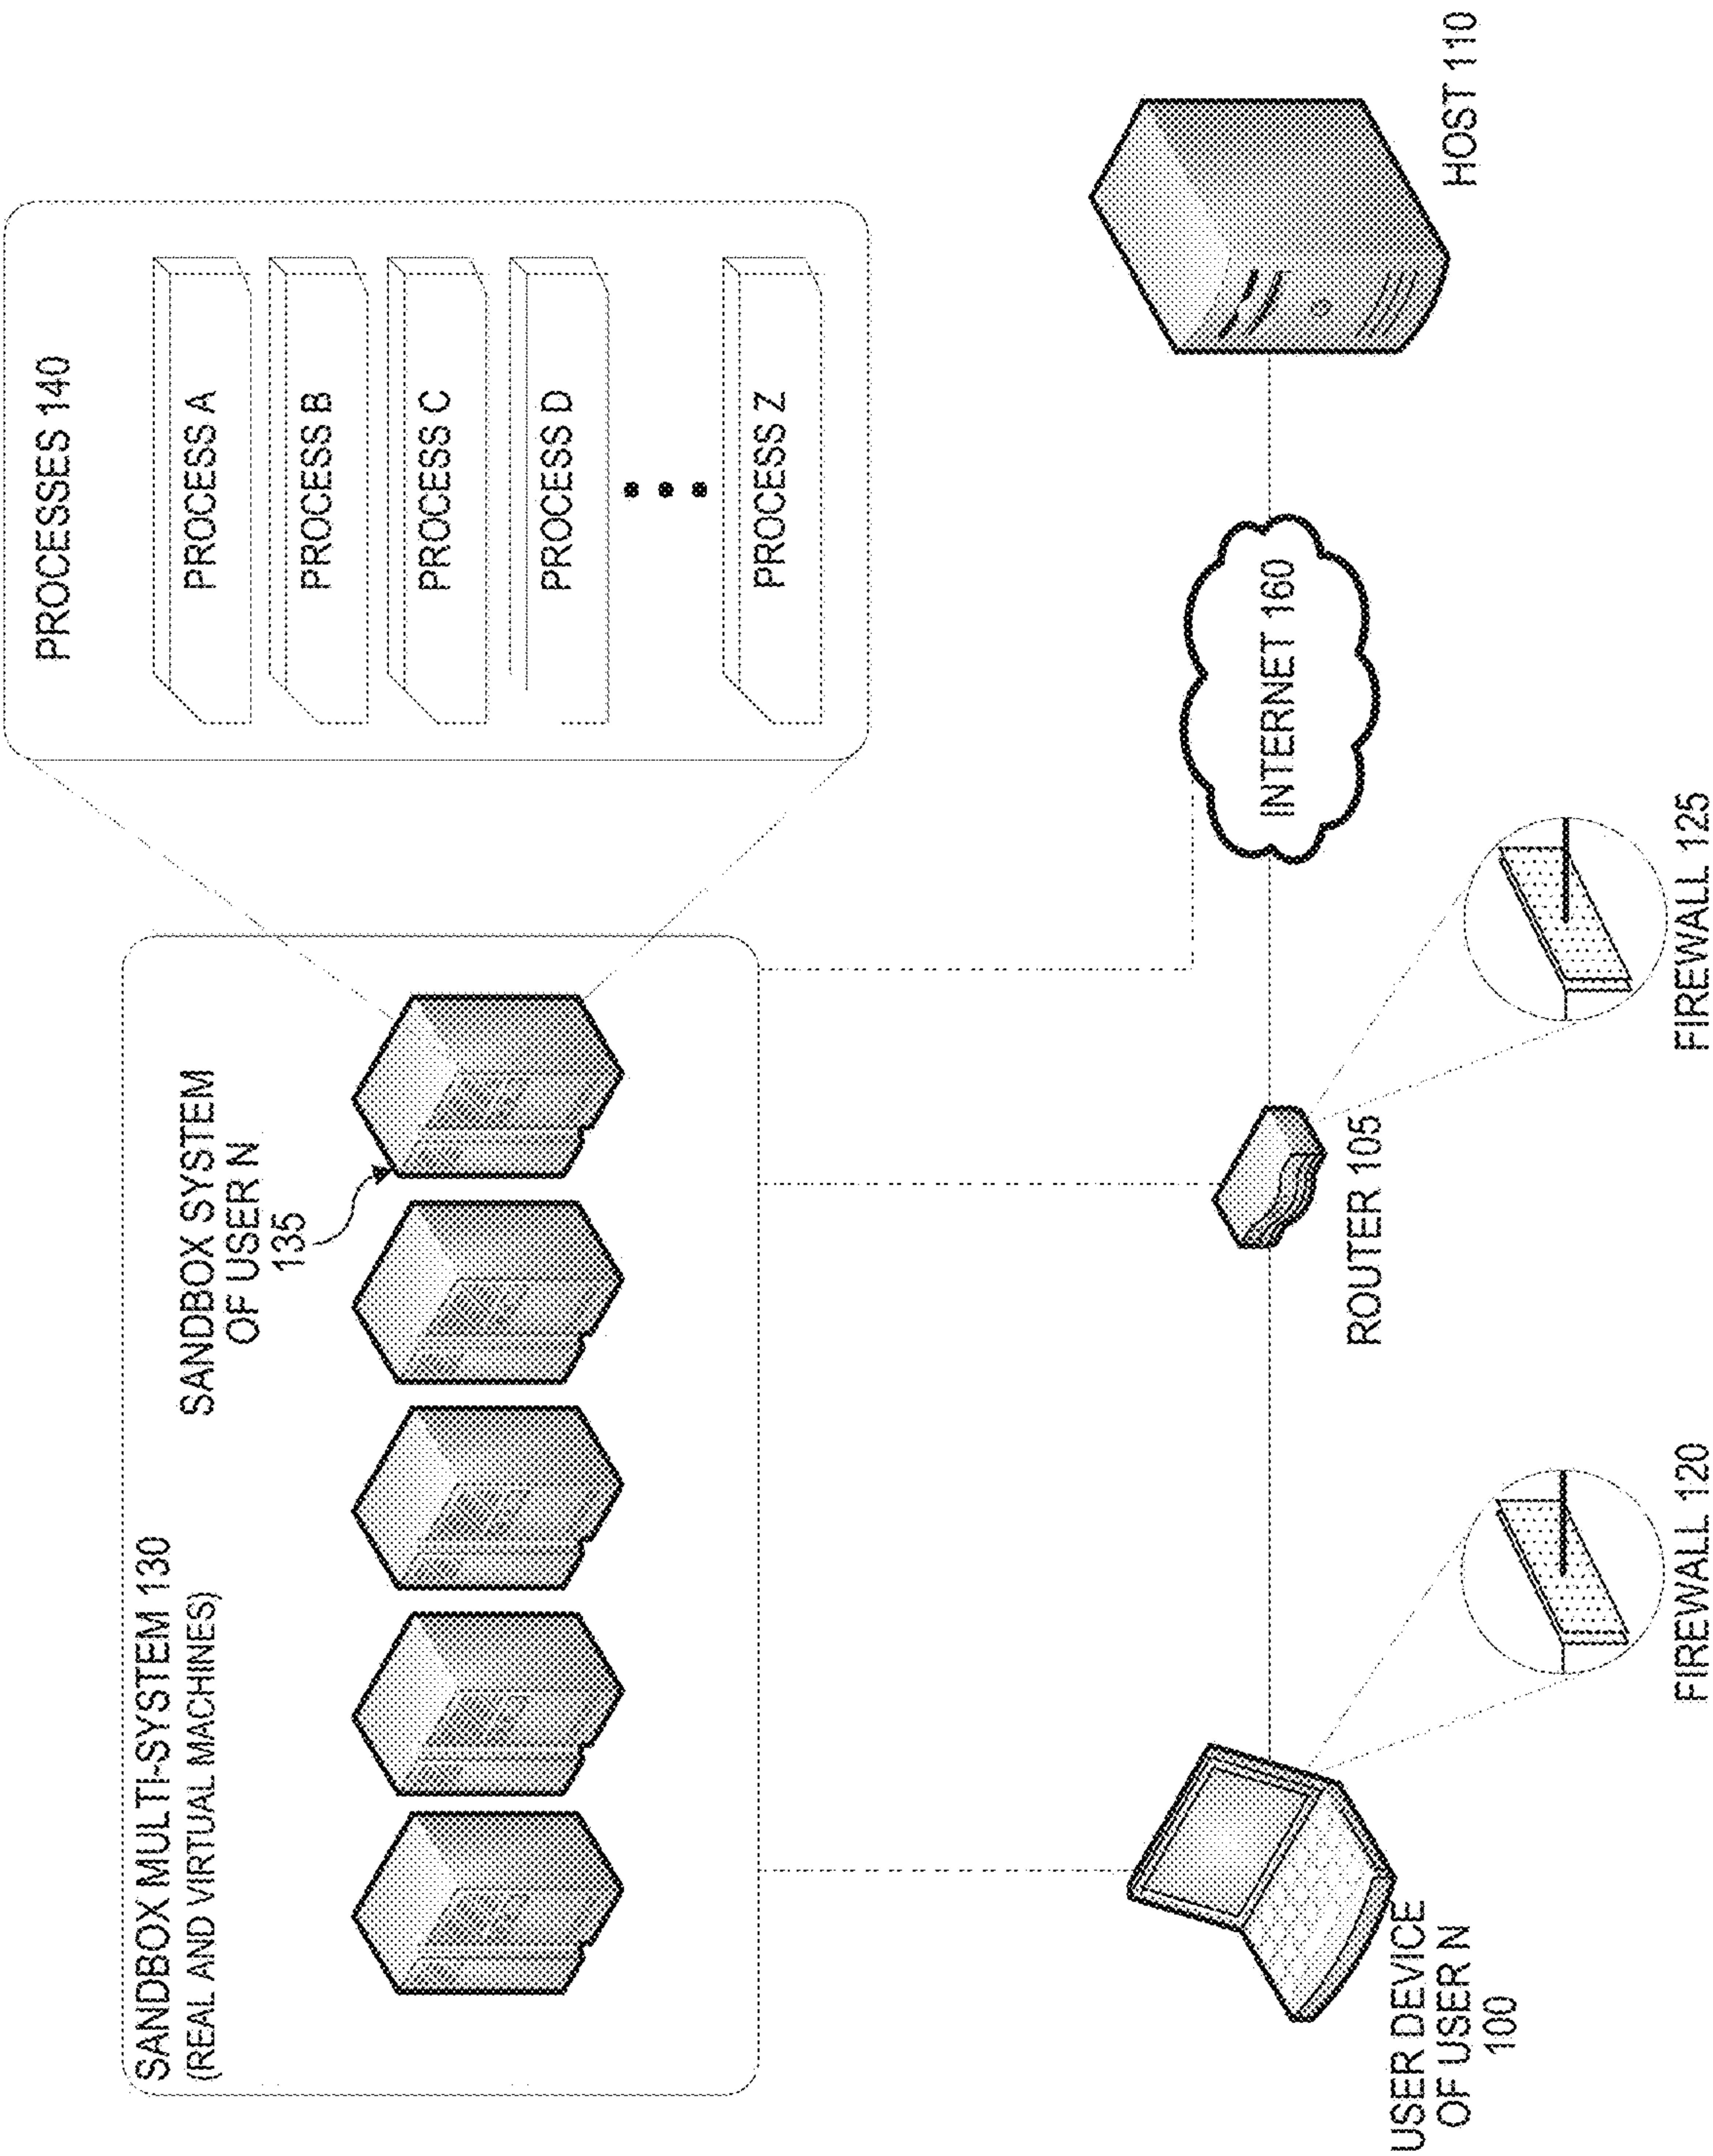 SANDBOX MULTI-SYSTEM 130
(REAL AND VIRTUAL MACHINES)
SANDBOX SYSTEM
OF USER N
135
PROCESSES 140
PROCESS A
PROCESS B
PROCESS C
PROCESS D
PROCESS Z
USER DEVICE
OF USER N
100
FIREWALL 120
ROUTER 105
FIREWALL 125
INTERNET 160
HOST 110